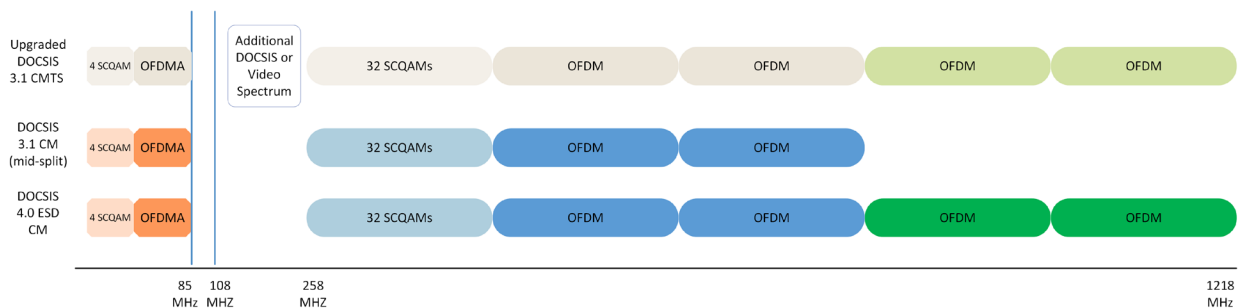 Upgraded
DOCSIS
3.1 CMTS
4 SCQAM
OFDMA
Additional
DOCSIS or
Video
Spectrum
32 SCQAMs
OFDM
OFDM
OFDM
OFDM
DOCSIS
3.1 CM
(mid-split)
4 SCQAM
OFDMA
32 SCQAMs
OFDM
OFDM
DOCSIS
4.0 ESD
CM
4 SCQAM
OFDMA
32 SCQAMs
OFDM
OFDM
OFDM
OFDM
85
MHz
108
MHZ
258
MHZ
1218
MHz